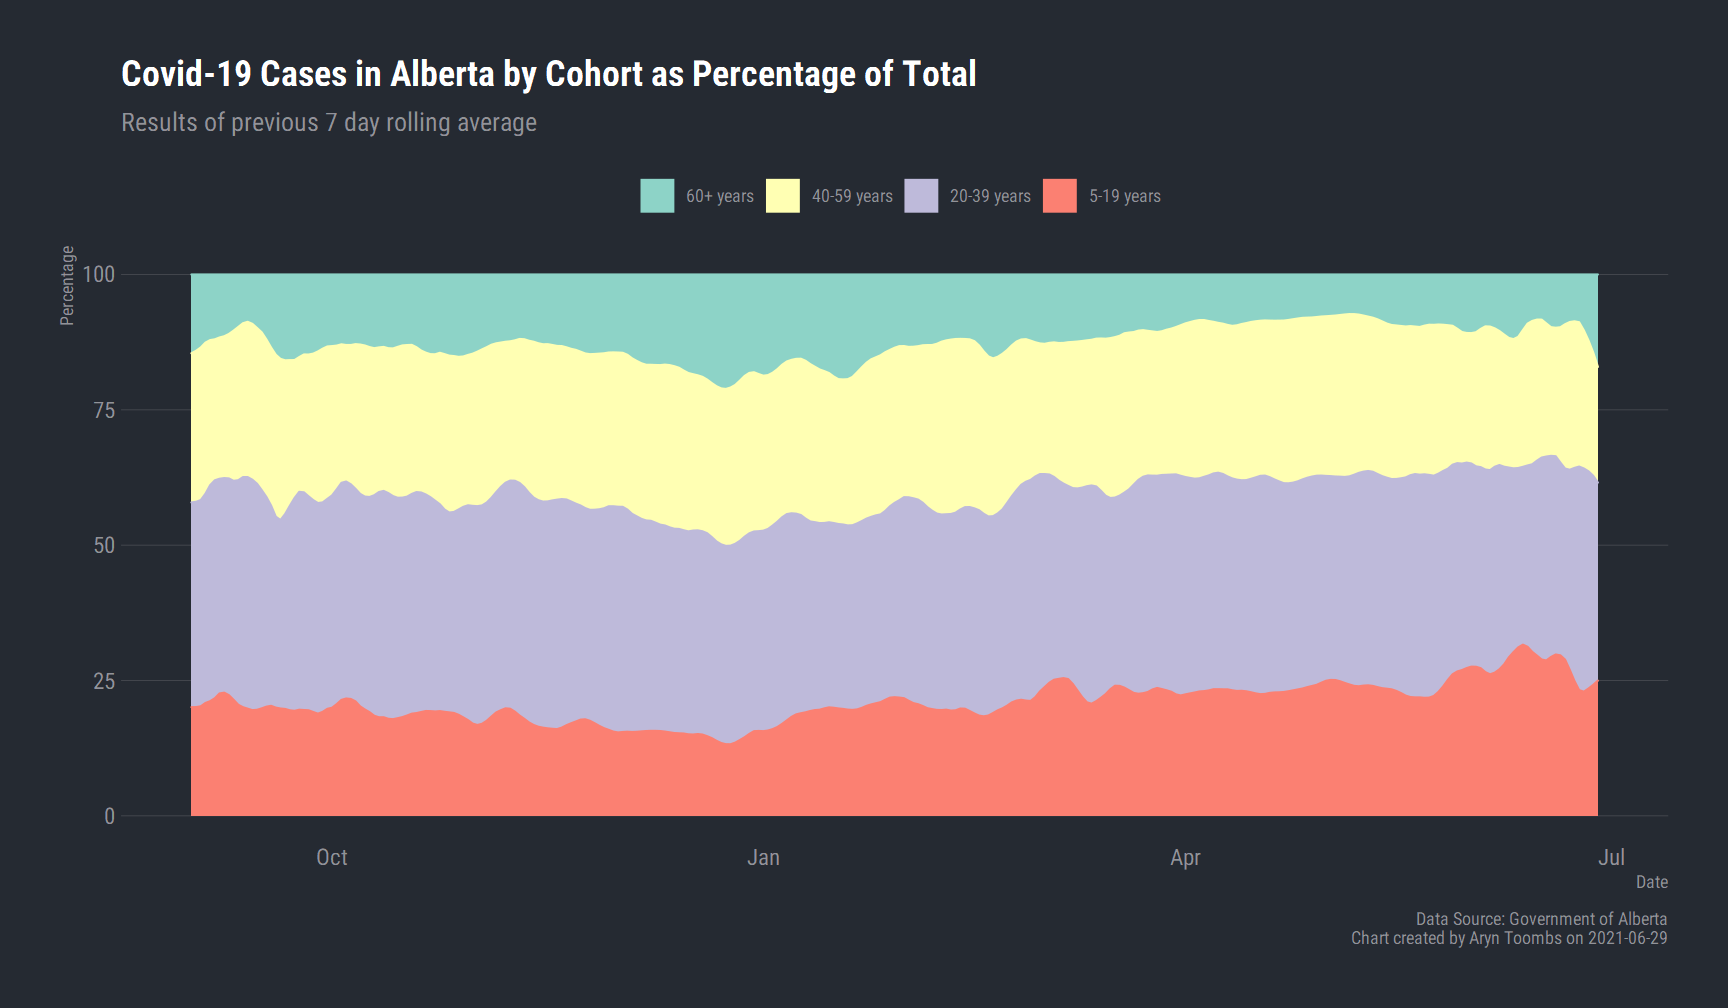 Covid-19 Cases in Alberta by Cohort as Percentage of Total
Results of previous 7 day rolling average
60+ years
40-59 years
20-39 years
5-19 years
Percentage
100
75
50
25
0
Oct
Jan
Apr
Jul
Date
Data Source: Government of Alberta
Chart created by Aryn Toombs on 2021-06-29